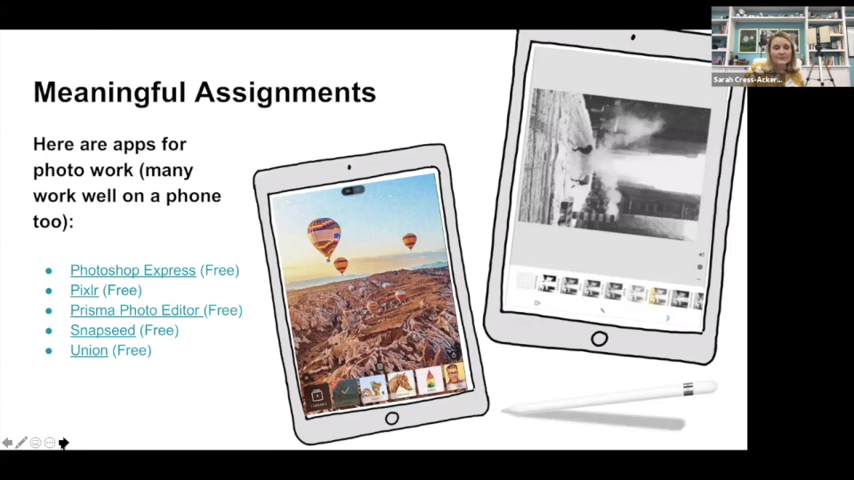 Sarah Cress-Acker...
Meaningful Assignments
Here are apps for
photo work (many
work well on a phone
too):
● Photoshop Express (Free)
● Pixlr (Free)
● Prisma Photo Editor (Free)
● Snapseed (Free)
● Union (Free)